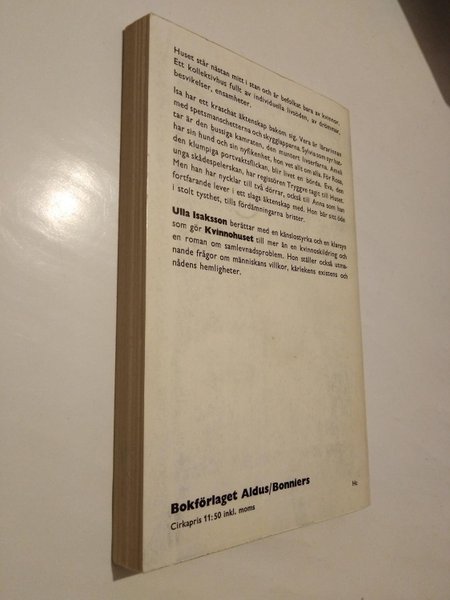 Huset står nästan mitt i stan och är befolkat bara av kvinnor.
Ett kollektivhus fullt av individuella livsöden, av drömmar,
besvikelser, ensamheter.
Isa har ett kraschat äktenskap bakom sig. Vera är lärarinnan
med spetsmanschetterna och skygglapparna. Sylvia som syr hattar
är den bussiga kamraten, den muntert livserfarna. Anseli
har sin hund och sin nyfikenhet, hon vet allt om alla. För Rosa,
den klumpiga portvaktsflickan, blir livet en börda. Eva, den
unga skådespelerskan, har regissören Tryggve tagit till Huset.
Men han har nycklar till två dörrar, också till Anna som han
fortfarande lever i ett slags äktenskap med. Hon bär sitt öde
i stolt tysthet, tills fördämningarna brister.
Ulla Isaksson berättar med en känslostyrka och en klarsyn
som gör Kvinnohuset till mer än en kvinnoskildring och
en roman om samlevnadsproblem. Hon ställer också utmanande
frågor om människans villkor, kärlekens existens och
nådens hemligheter.
Bokförlaget Aldus/Bonniers
Cirkapris 11:50 inkl. moms
Hc